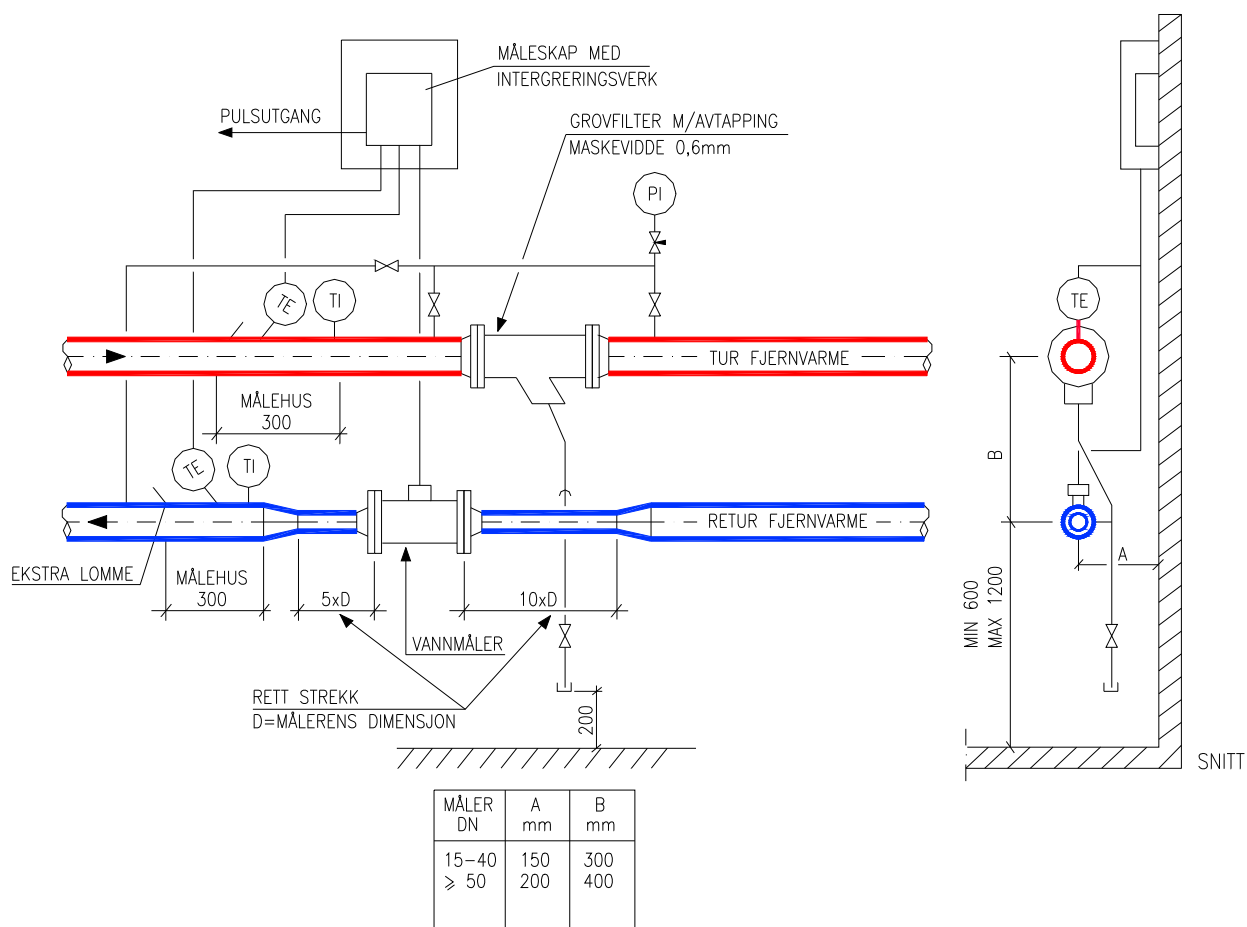 MÅLESKAP MED
INTERGRERINGSVERK
PULSUTGANG
GROVFILTER M/AVTAPPING
MASKEVIDDE 0,6mm
PI
TE
TI
TE
TUR FJERNVARME
MÅLEHUS
300
B
TE
TI
RETUR FJERNVARME
A
EKSTRA LOMME
MÅLEHUS
300
5xD
10xD
VANNMÅLER
MIN 600
MAX 1200
RETT STREKK
D=MÅLERENS DIMENSJON
200
SNITT
MÅLER DN A mm B mm
15-40 150 300
≥ 50 200 400